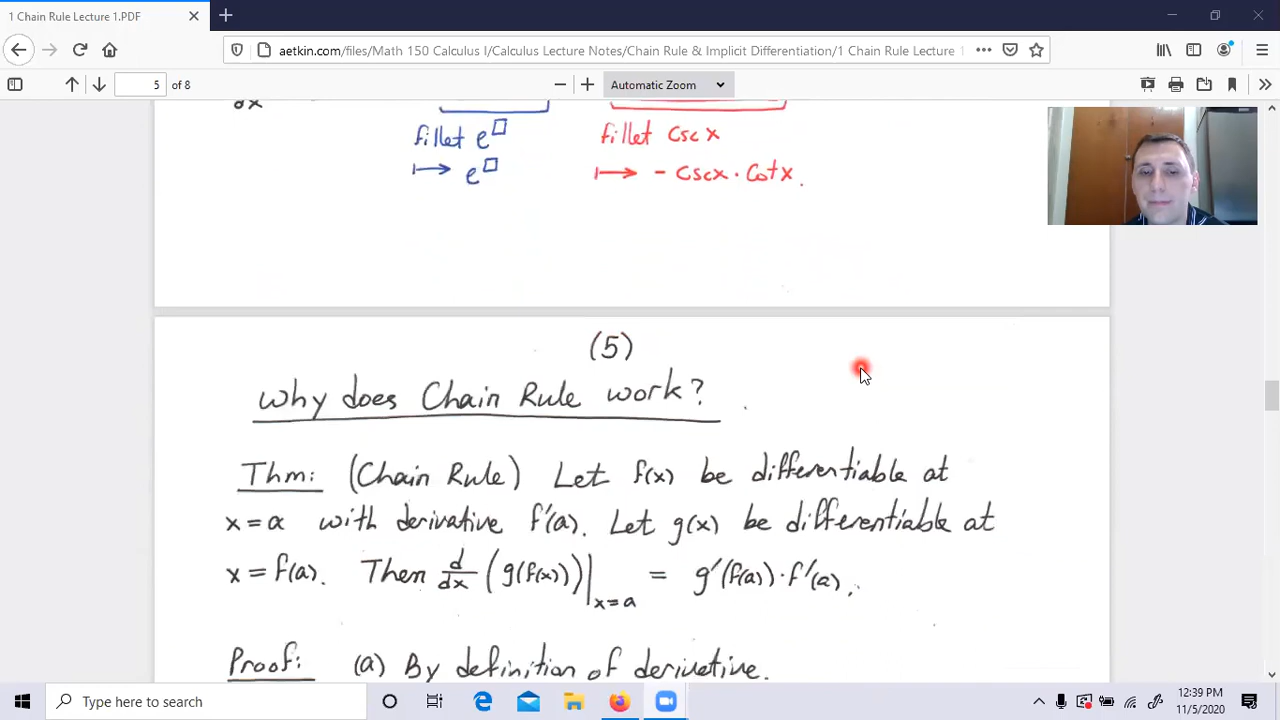 1 Chain Rule Lecture 1.PDF
aetkin.com/files/Math 150 Calculus I/Calculus Lecture Notes/Chain Rule & Implicit Differentiation/1 Chain Rule Lecture 1
5 of 8
Automatic Zoom
dx
fillet e^□ fillet csc x
↦ e^□ ↦ - cscx · Cotx.
(5)
Why does Chain Rule work?
Thm: (Chain Rule) Let f(x) be differentiable at
x=a with derivative f'(a). Let g(x) be differentiable at
x = f(a). Then d/dx (g(f(x)))|x=a = g'(f(a))·f'(a).
Proof: (a) By definition of derivative.
Type here to search
12:39 PM
11/5/2020